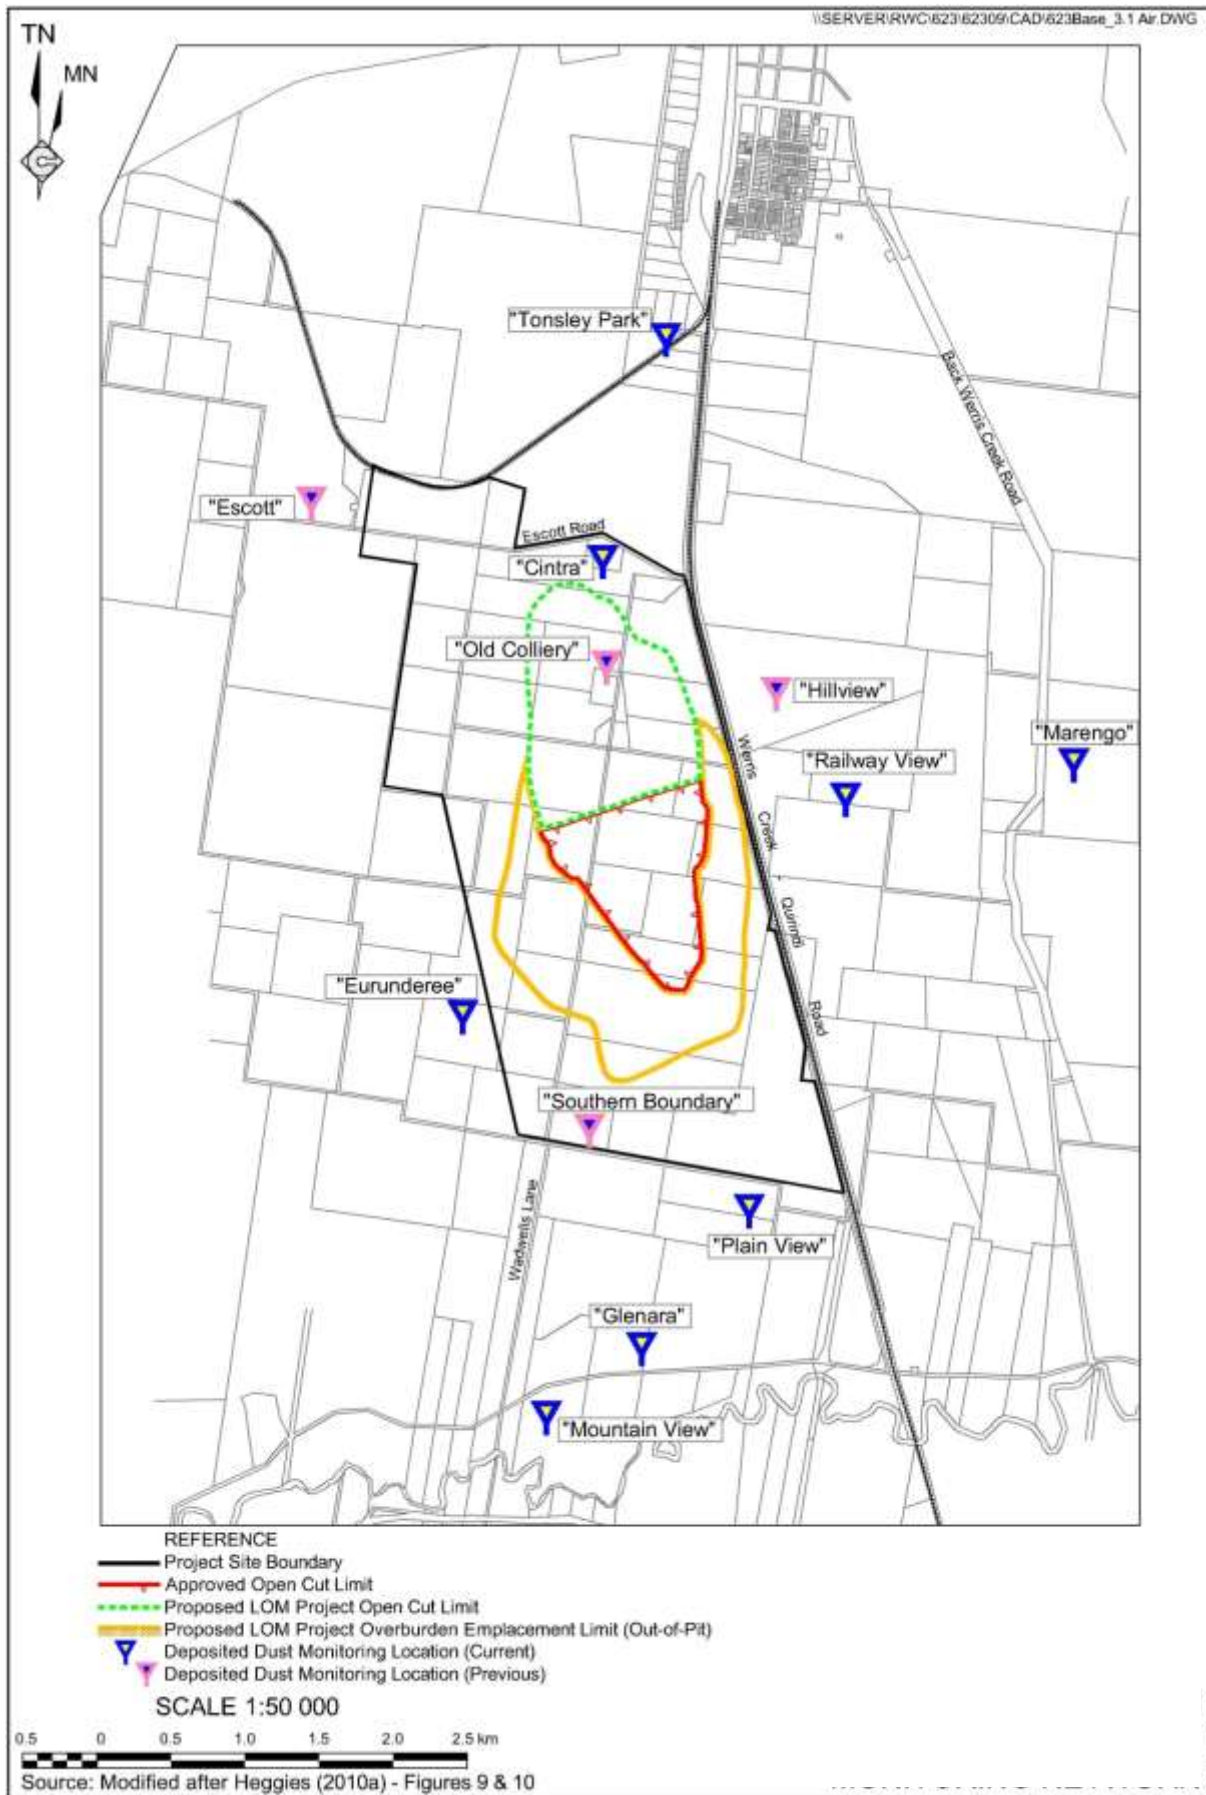 \\SERVER\RWC\623\62309\CAD\623Base_3.1 Air.DWG
TN
MN
"Tonsley Park"
Back Werris Creek Road
"Escott"
Escott Road
"Cintra"
"Old Colliery"
"Hillview"
"Marengo"
"Railway View"
Werris
Creek
-
Quirindi
Road
"Eurunderee"
"Southern Boundary"
Wadwells Lane
"Plain View"
"Glenara"
"Mountain View"
REFERENCE
Project Site Boundary
Approved Open Cut Limit
Proposed LOM Project Open Cut Limit
Proposed LOM Project Overburden Emplacement Limit (Out-of-Pit)
Deposited Dust Monitoring Location (Current)
Deposited Dust Monitoring Location (Previous)
SCALE 1:50 000
0.5 0 0.5 1.0 1.5 2.0 2.5 km
Source: Modified after Heggies (2010a) - Figures 9 & 10